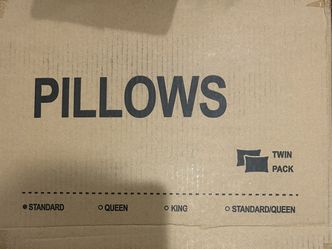 PILLOWS
TWIN
PACK
STANDARD QUEEN KING STANDARD/QUEEN